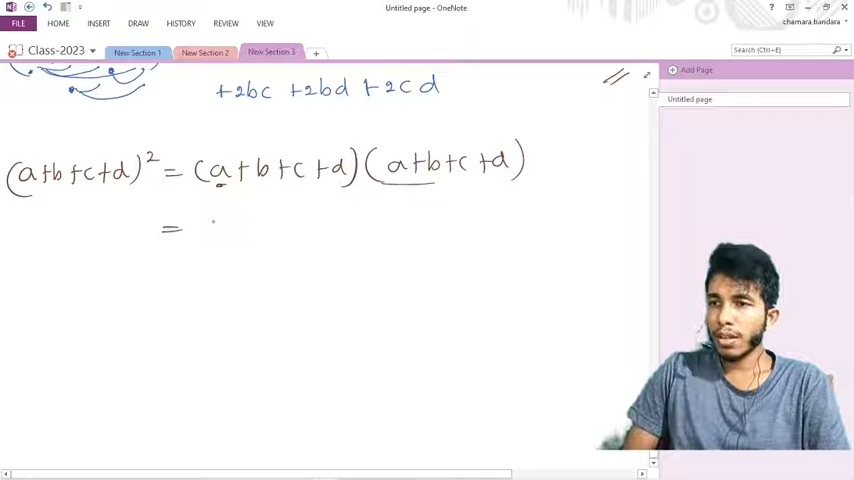 Untitled page - OneNote
FILE HOME INSERT DRAW HISTORY REVIEW VIEW
chamara bandara
Class-2023 New Section 1 New Section 2 New Section 3 +
Search (Ctrl+E)
Add Page
Untitled page
+2bc +2bd +2cd
(a+b+c+d)² = (a+b+c+d)(a+b+c+d)
=